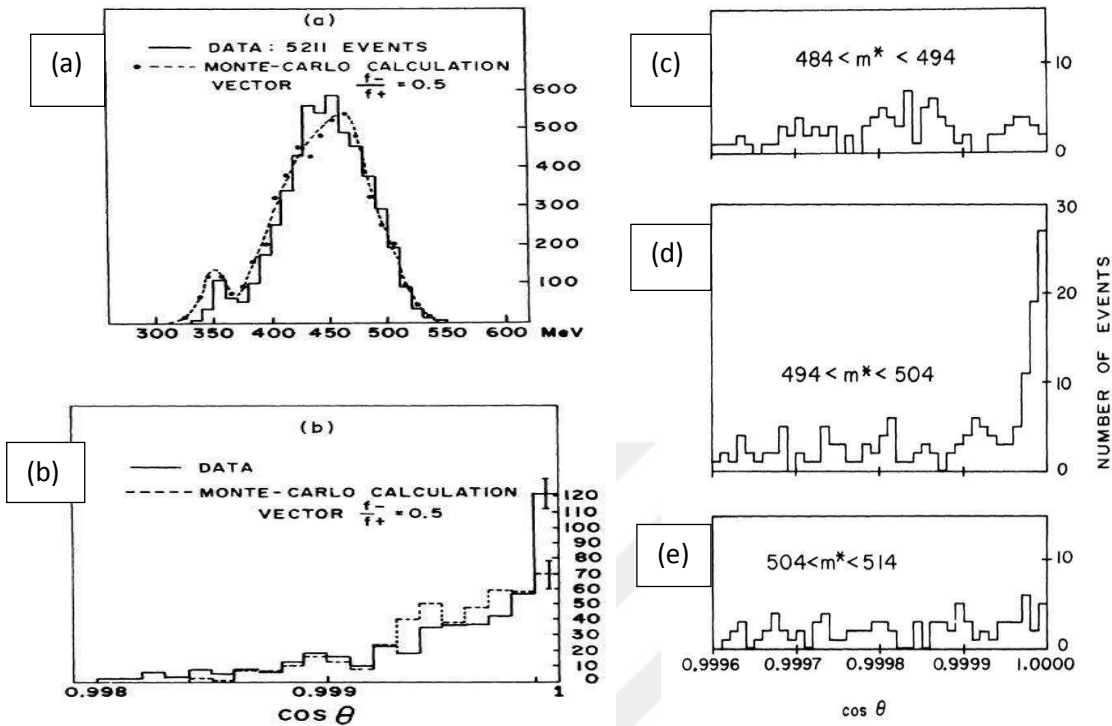 (a)
(a)
DATA : 5211 EVENTS
MONTE-CARLO CALCULATION
VECTOR f-/f+ = 0.5
600
500
400
300
200
100
300 350 400 450 500 550 600 MeV
(b)
(b)
DATA
MONTE-CARLO CALCULATION
VECTOR f-/f+ = 0.5
120
110
100
90
80
70
60
50
40
30
20
10
0
0.998 0.999 1
COS θ
(c)
484 < m* < 494
10
0
(d)
494 < m* < 504
30
20
10
0
NUMBER OF EVENTS
(e)
504 < m* < 514
10
0
0.9996 0.9997 0.9998 0.9999 1.0000
cos θ